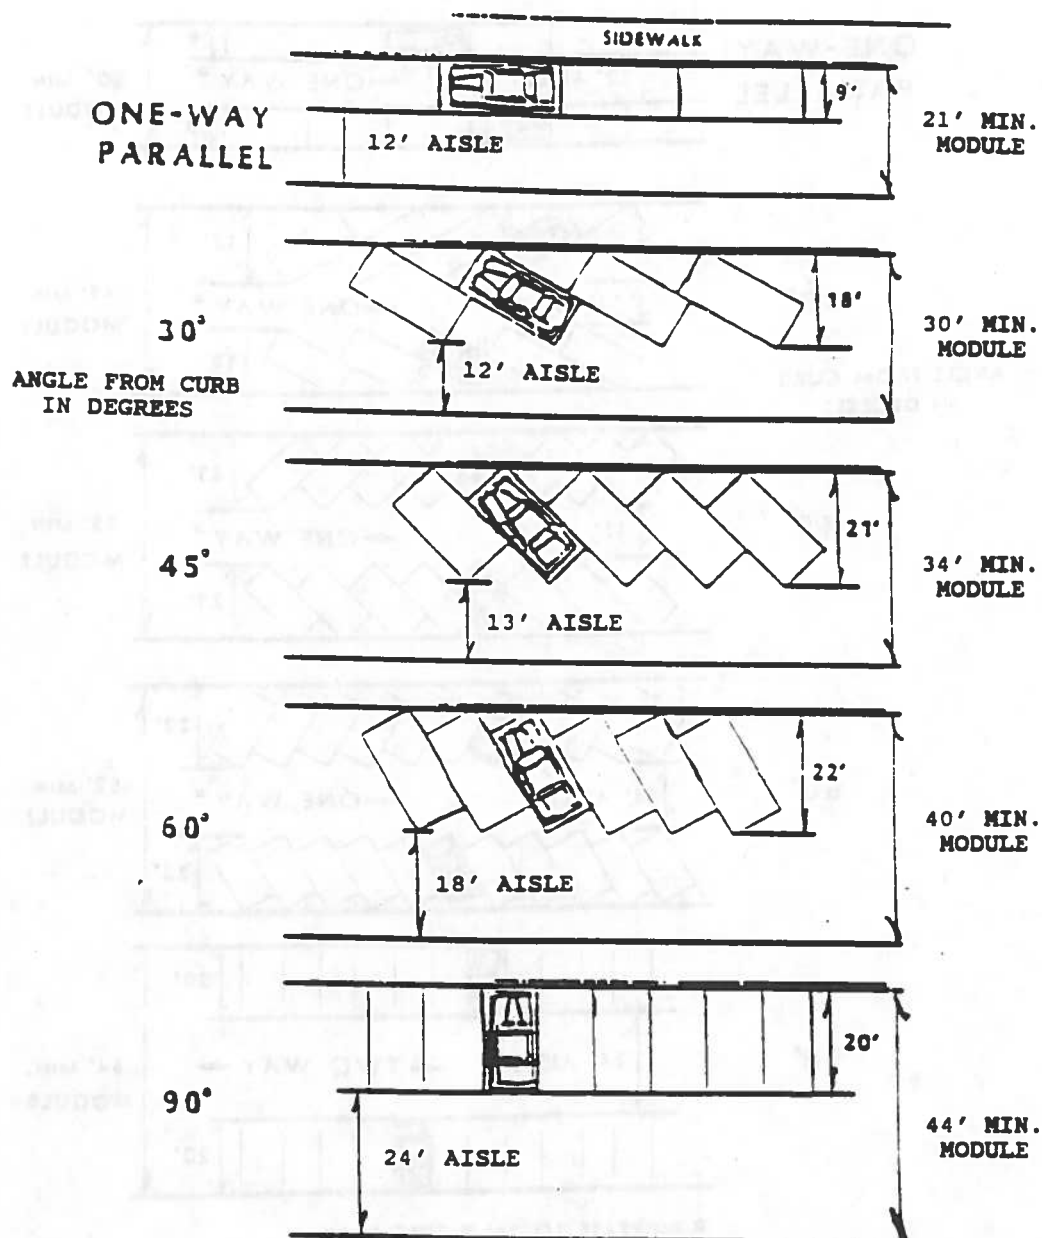 SIDEWALK
ONE-WAY
PARALLEL
12' AISLE
9'
21' MIN.
MODULE
30°
ANGLE FROM CURB
IN DEGREES
12' AISLE
18'
30' MIN.
MODULE
45°
13' AISLE
21'
34' MIN.
MODULE
60°
18' AISLE
22'
40' MIN.
MODULE
90°
24' AISLE
20'
44' MIN.
MODULE